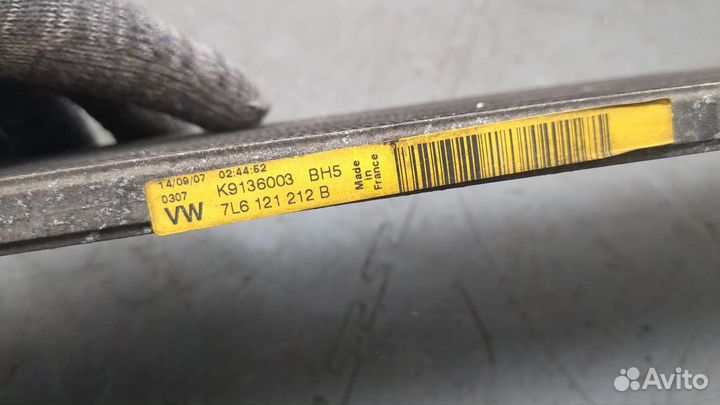 14/09/07 02:44:52
0307 K9136003 BH5
VW 7L6 121 212 B
Made
in
France
Avito